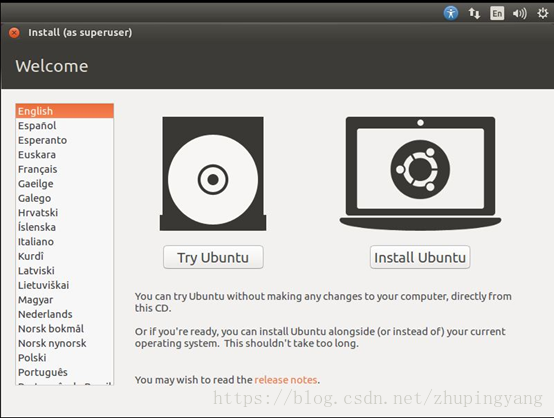 En
Install (as superuser)
Welcome
English
Español
Esperanto
Euskara
Français
Gaeilge
Galego
Hrvatski
Íslenska
Italiano
Kurdî
Latviski
Lietuviškai
Magyar
Nederlands
Norsk bokmål
Norsk nynorsk
Polski
Português
Try Ubuntu
Install Ubuntu
You can try Ubuntu without making any changes to your computer, directly from
this CD.
Or if you're ready, you can install Ubuntu alongside (or instead of) your current
operating system. This shouldn't take too long.
You may wish to read the release notes.
https://blog.csdn.net/zhupingyang